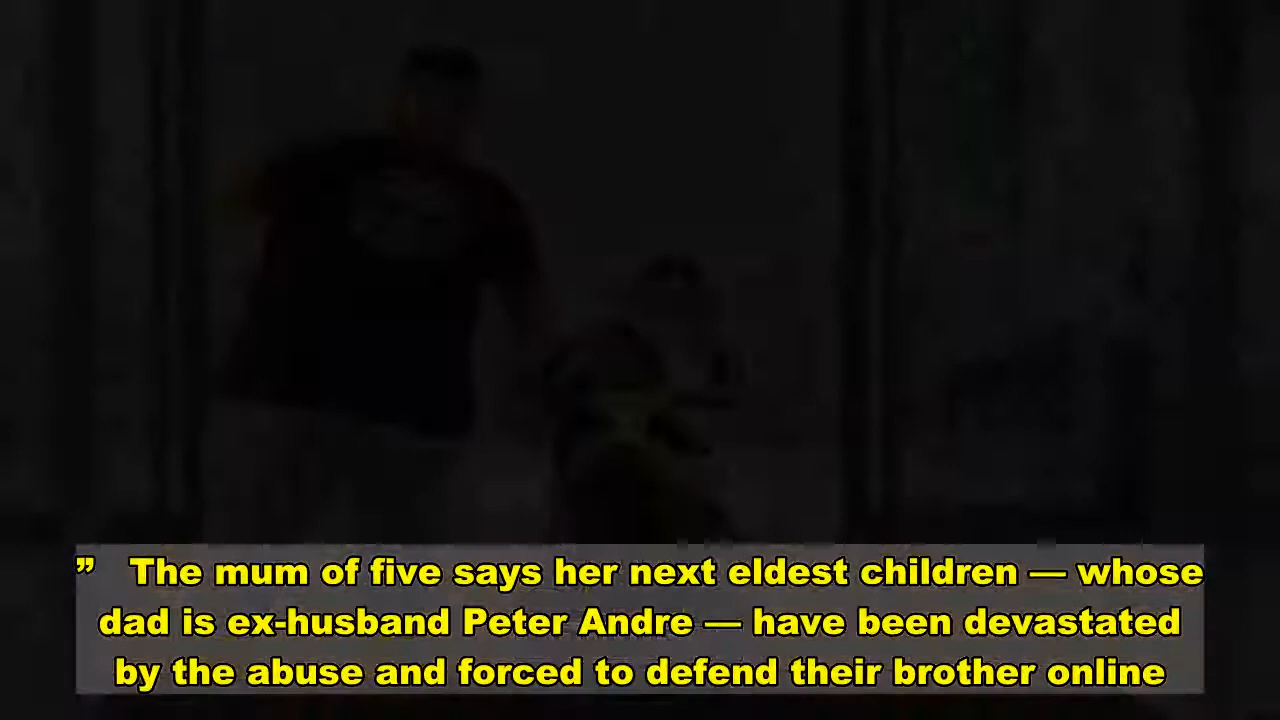 ” The mum of five says her next eldest children — whose
dad is ex-husband Peter Andre — have been devastated
by the abuse and forced to defend their brother online